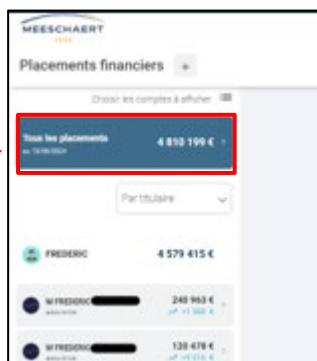 MEESCHAERT
Placements financiers +
Choisir les comptes à afficher
Tous les placements 4 810 199 €
Par titulaire
FREDERIC 4 579 415 €
M FREDERIC 240 963 €
M FREDERIC 128 478 €